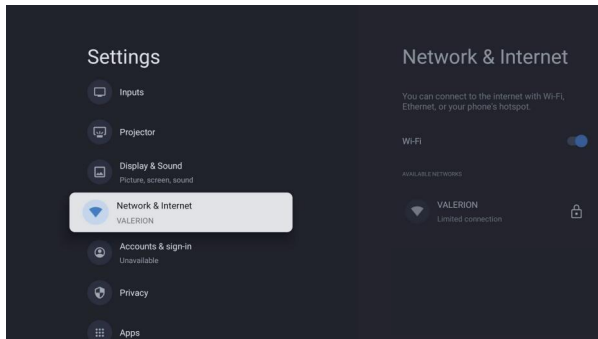 Settings
Inputs
Projector
Display & Sound
Picture, screen, sound
Network & Internet
VALERION
Accounts & sign-in
Unavailable
Privacy
Apps
Network & Internet
You can connect to the internet with Wi-Fi,
Ethernet, or your phone's hotspot.
Wi-Fi
AVAILABLE NETWORKS
VALERION
Limited connection